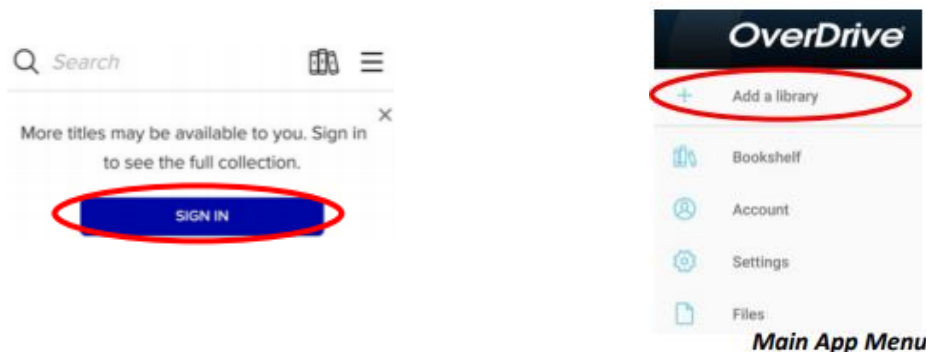 Search
More titles may be available to you. Sign in
to see the full collection.
SIGN IN
OverDrive
Add a library
Bookshelf
Account
Settings
Files
Main App Menu